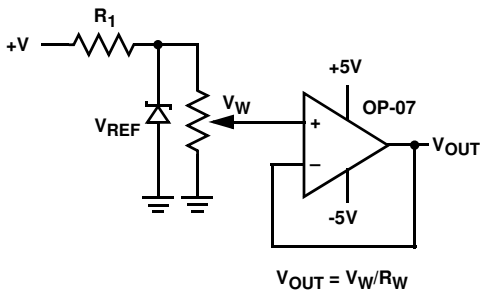 R1
+V
VREF
VW
+5V
OP-07
+
–
VOUT
-5V
VOUT = VW/RW